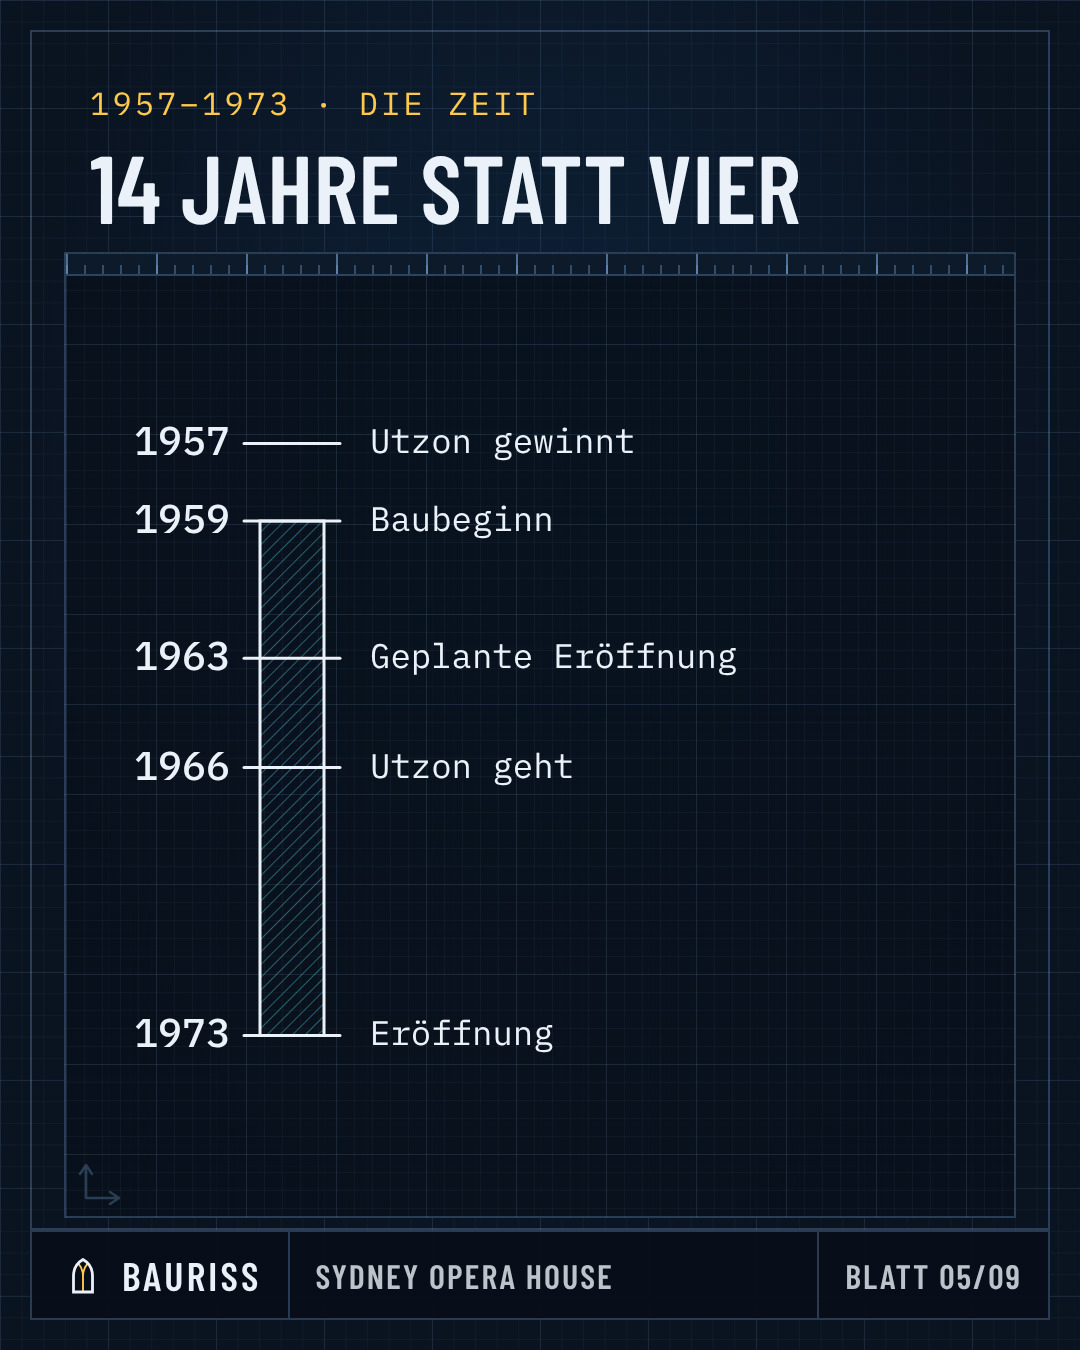 1957–1973 · DIE ZEIT
14 JAHRE STATT VIER
1957 Utzon gewinnt
1959 Baubeginn
1963 Geplante Eröffnung
1966 Utzon geht
1973 Eröffnung
BAURISS
SYDNEY OPERA HOUSE
BLATT 05/09